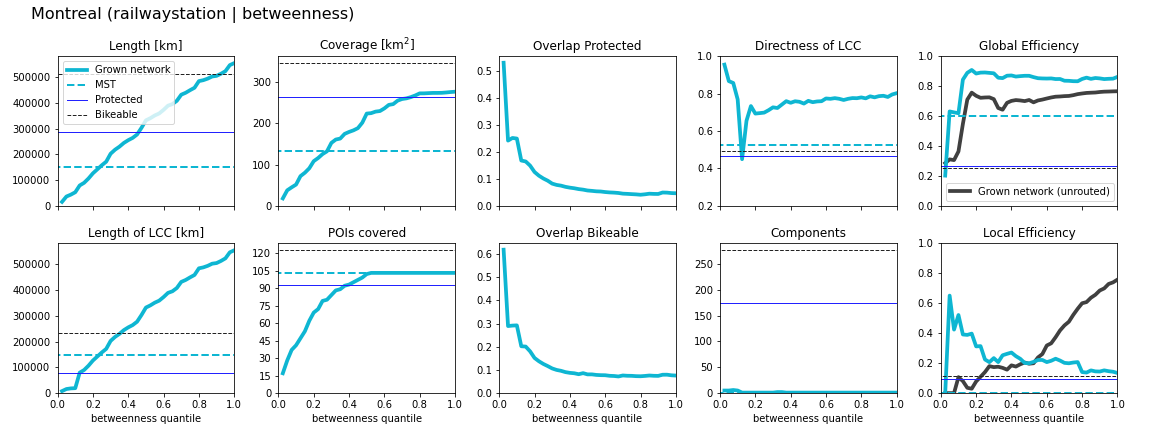 Montreal (railwaystation | betweenness)
Length [km]
500000
400000
300000
200000
100000
0
Grown network
MST
Protected
Bikeable
Coverage [km²]
300
200
100
0
Overlap Protected
0.5
0.4
0.3
0.2
0.1
0.0
Directness of LCC
1.0
0.8
0.6
0.4
0.2
Global Efficiency
1.0
0.8
0.6
0.4
0.2
0.0
Grown network (unrouted)
Length of LCC [km]
500000
400000
300000
200000
100000
0
0.0 0.2 0.4 0.6 0.8 1.0
betweenness quantile
POIs covered
120
105
90
75
60
45
30
15
0.0 0.2 0.4 0.6 0.8 1.0
betweenness quantile
Overlap Bikeable
0.6
0.5
0.4
0.3
0.2
0.1
0.0
0.0 0.2 0.4 0.6 0.8 1.0
betweenness quantile
Components
250
200
150
100
50
0
0.0 0.2 0.4 0.6 0.8 1.0
betweenness quantile
Local Efficiency
1.0
0.8
0.6
0.4
0.2
0.0
0.0 0.2 0.4 0.6 0.8 1.0
betweenness quantile